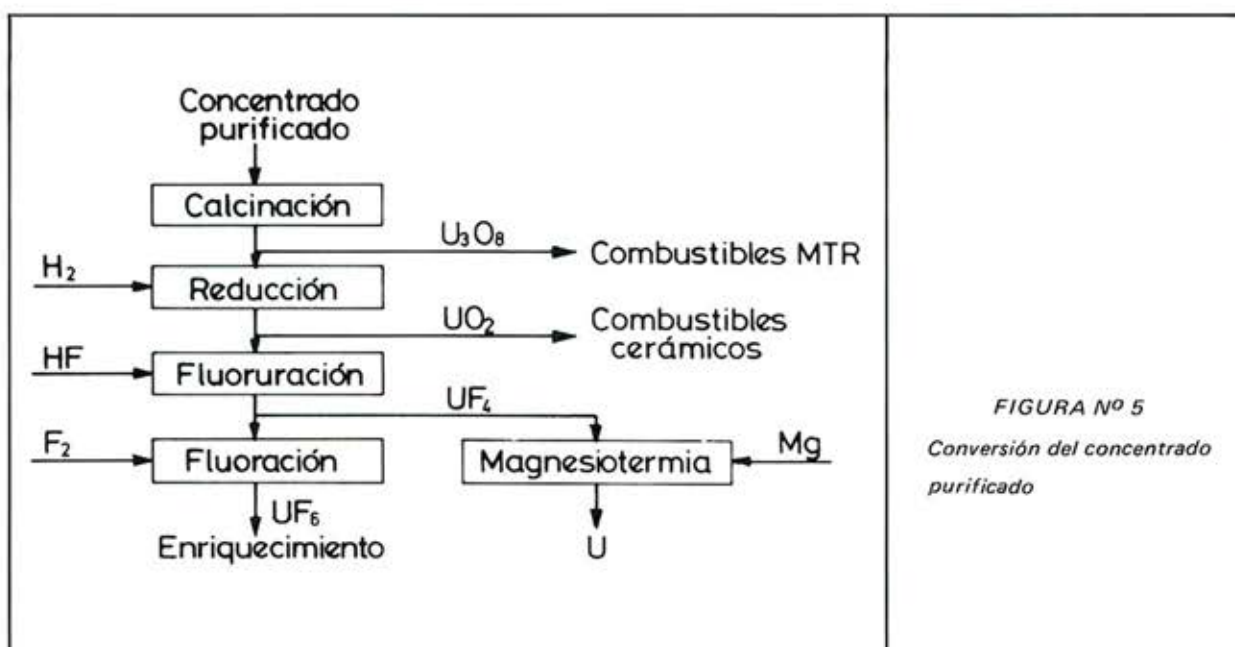 Concentrado
purificado
Calcinación
U₃O₈
Combustibles MTR
H₂
Reducción
UO₂
Combustibles
cerámicos
HF
Fluoruración
UF₄
F₂
Fluoración
Magnesiotermia
Mg
UF₆
Enriquecimiento
U
FIGURA Nº 5
Conversión del concentrado
purificado